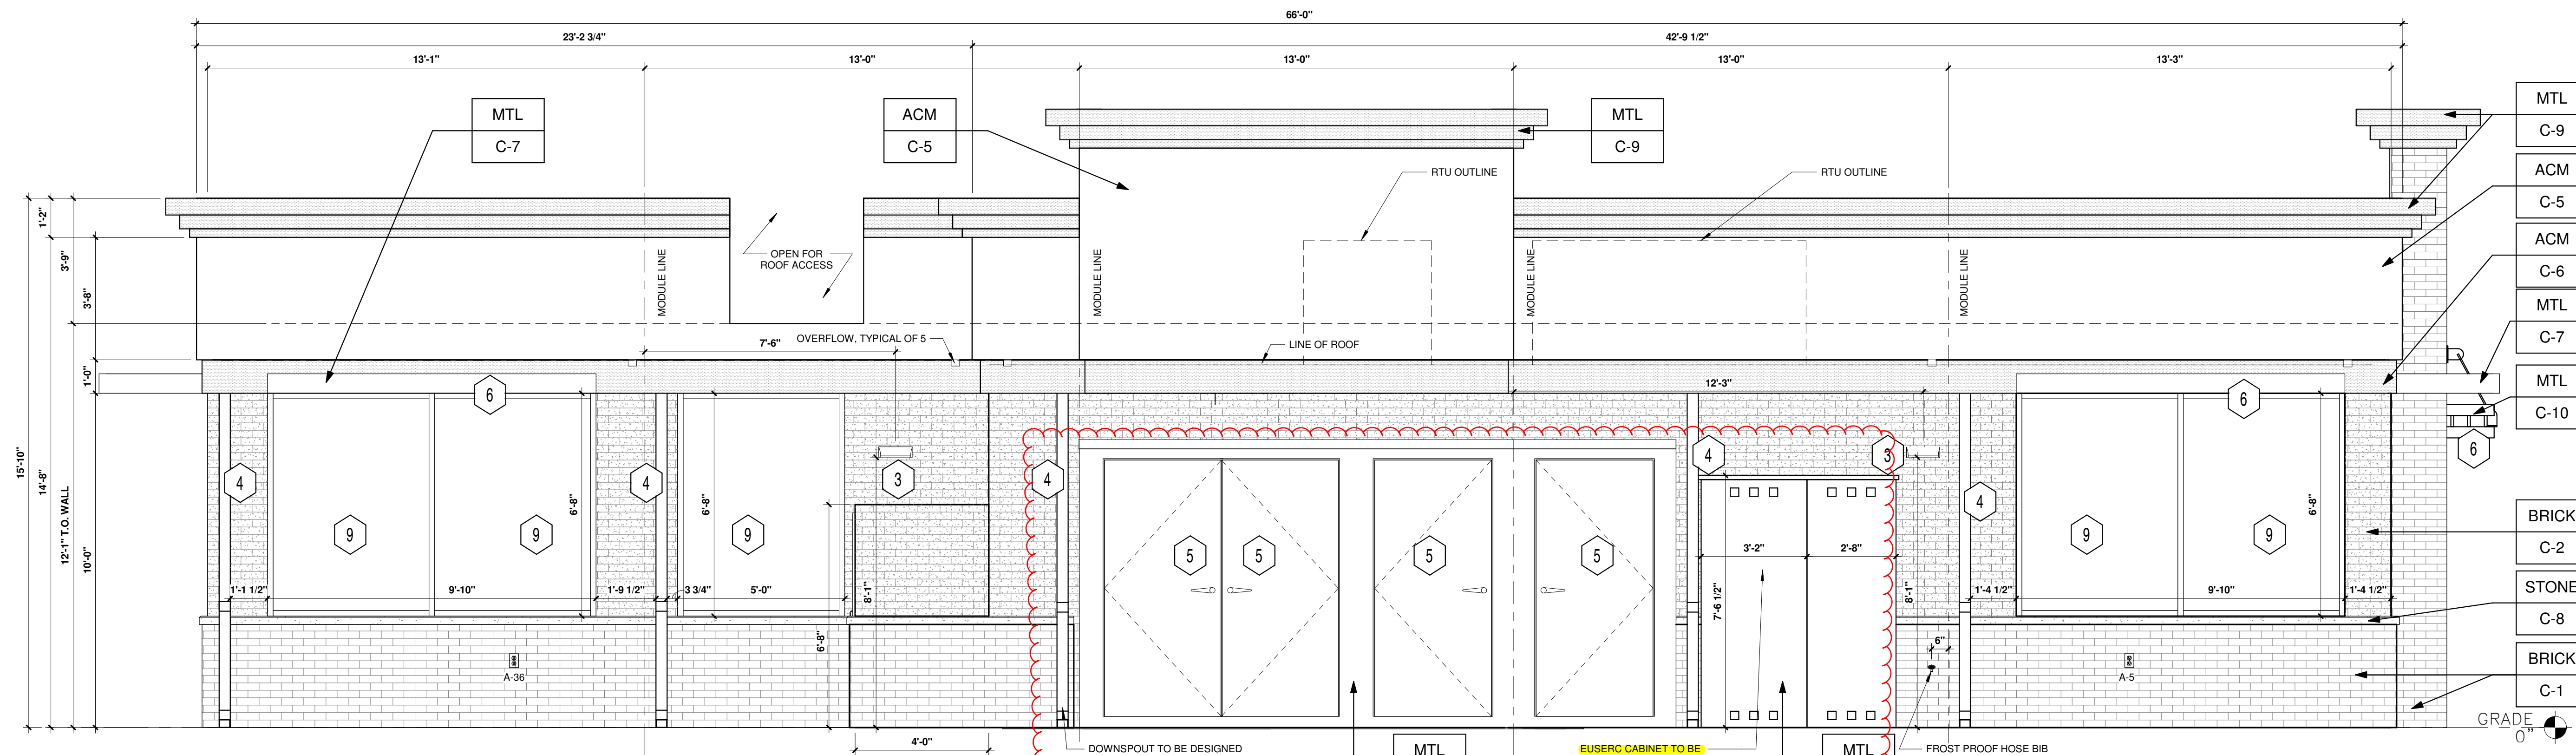 66'-0"
23'-2 3/4"
42'-9 1/2"
13'-1"
13'-0"
13'-0"
13'-0"
13'-3"
MTL
C-7
ACM
C-5
MTL
C-9
MTL
C-9
ACM
C-5
ACM
C-6
MTL
C-7
MTL
C-10
BRICK
C-2
STONE
C-8
BRICK
C-1
RTU OUTLINE
RTU OUTLINE
OPEN FOR
ROOF ACCESS
MODULE LINE
MODULE LINE
MODULE LINE
MODULE LINE
15'-10"
14'-8"
1'-2"
12'-1" T.O. WALL
3'-9"
3'-8"
1'-0"
10'-0"
OVERFLOW, TYPICAL OF 5
7'-6"
LINE OF ROOF
12'-3"
6
6
6
4
4
3
4
4
3
4
9
9
9
5
5
5
5
9
9
6'-8"
6'-8"
6'-8"
1'-1 1/2"
9'-10"
1'-9 1/2"
3 3/4"
5'-0"
8'-1"
6'-8"
3'-2"
2'-8"
7'-6 1/2"
8'-1"
1'-4 1/2"
9'-10"
1'-4 1/2"
6"
A-36
A-5
4'-0"
DOWNSPOUT TO BE DESIGNED
MTL
EUSERC CABINET TO BE
MTL
FROST PROOF HOSE BIB
GRADE
0"